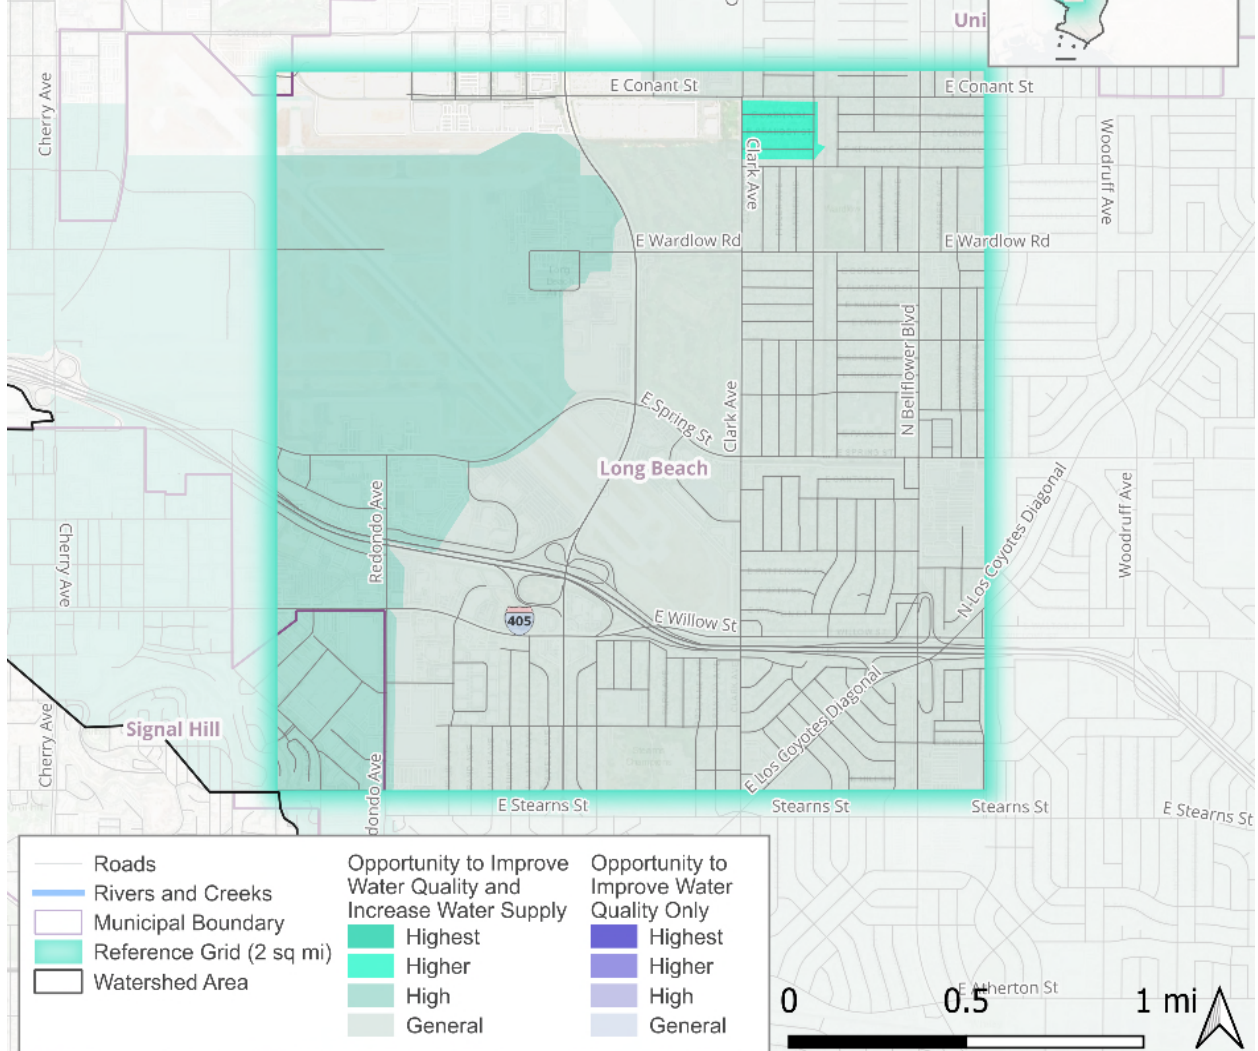 Uni
E Conant St
E Conant St
Cherry Ave
Clark Ave
Woodruff Ave
E Wardlow Rd
E Wardlow Rd
N Bellflower Blvd
Clark Ave
E Spring St
Long Beach
Redondo Ave
Cherry Ave
N Los Coyotes Diagonal
Woodruff Ave
405
E Willow St
Signal Hill
Cherry Ave
E Los Coyotes Diagonal
dondo Ave
E Stearns St
Stearns St
Stearns St
E Stearns St
Roads
Rivers and Creeks
Municipal Boundary
Reference Grid (2 sq mi)
Watershed Area
Opportunity to Improve
Water Quality and
Increase Water Supply
Highest
Higher
High
General
Opportunity to
Improve Water
Quality Only
Highest
Higher
High
General
E Atherton St
0 0.5 1 mi